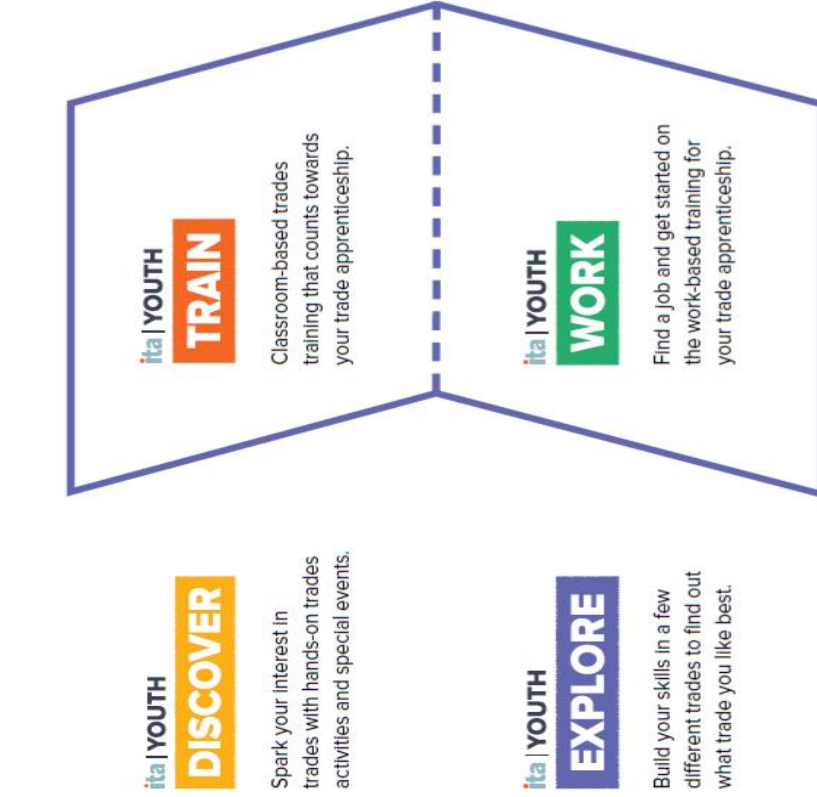 ita | YOUTH
DISCOVER
Spark your interest in
trades with hands-on trades
activities and special events.
ita | YOUTH
TRAIN
Classroom-based trades
training that counts towards
your trade apprenticeship.
ita | YOUTH
EXPLORE
Build your skills in a few
different trades to find out
what trade you like best.
ita | YOUTH
WORK
Find a job and get started on
the work-based training for
your trade apprenticeship.